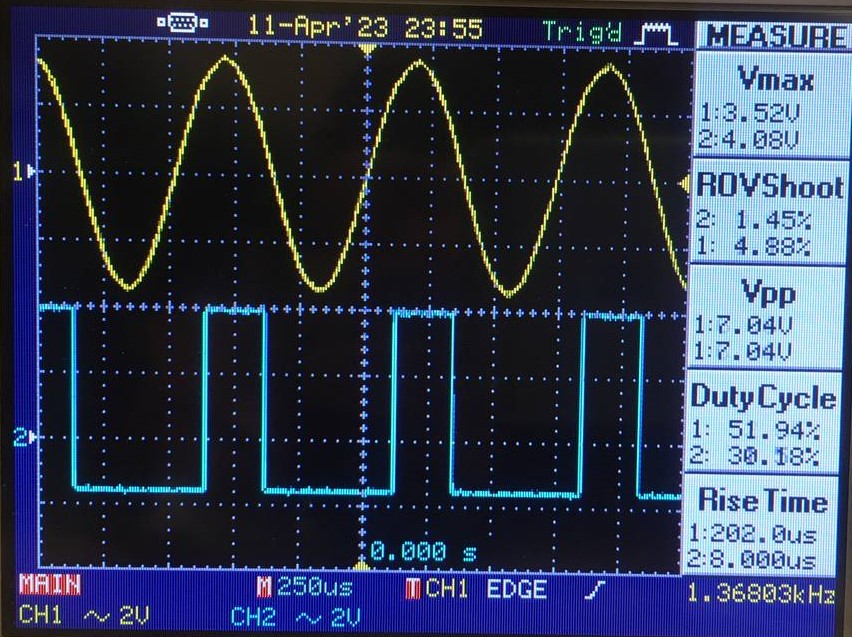 11-Apr'23 23:55 Trig'd
MEASURE
Vmax
1:3.52V
2:4.08V
ROVShoot
2: 1.45%
1: 4.88%
Vpp
1:7.04V
1:7.04V
DutyCycle
1: 51.94%
2: 30.18%
Rise Time
1:202.0us
2:8.000us
1
2
0.000 s
MAIN M 250us T CH1 EDGE 1.36803kHz
CH1 ~ 2V CH2 ~ 2V